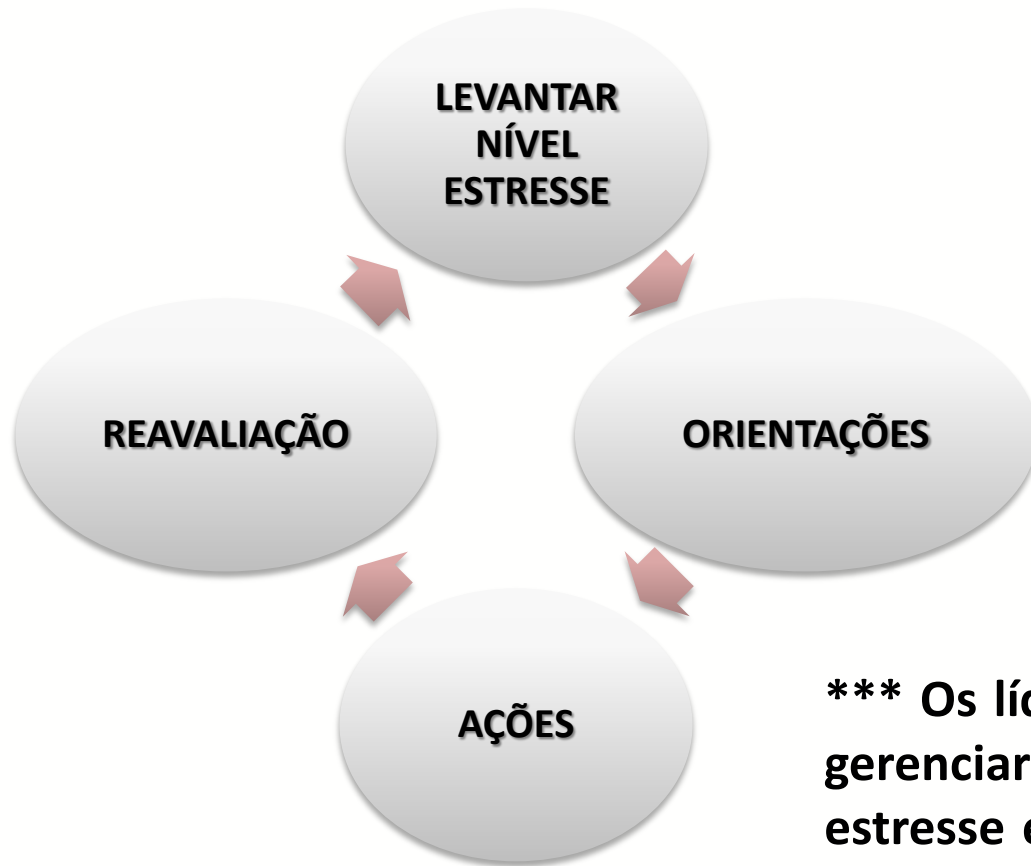 LEVANTAR
NÍVEL
ESTRESSE
REAVALIAÇÃO
ORIENTAÇÕES
AÇÕES
*** Os
gerenciar
estresse